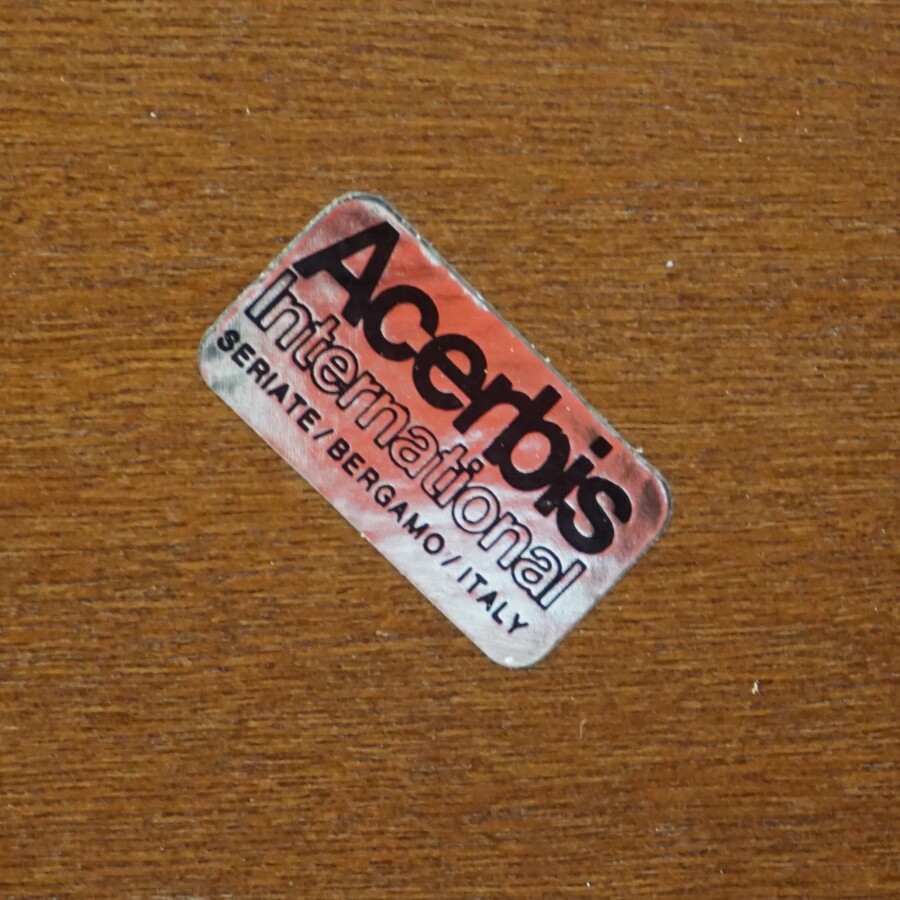 Acerbis
International
SERIATE / BERGAMO / ITALY